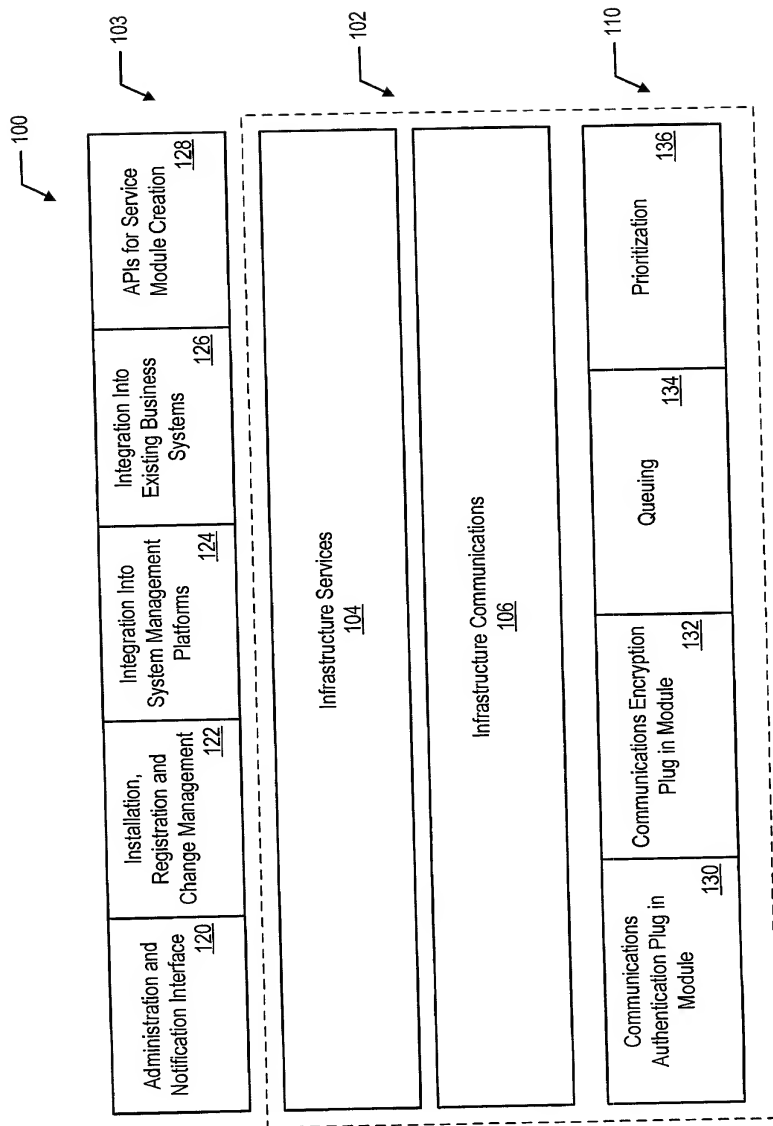 100
103
Administration and
Notification Interface
120
Installation,
Registration and
Change Management
122
Integration Into
System Management
Platforms
124
Integration Into
Existing Business
Systems
126
APIs for Service
Module Creation
128
102
Infrastructure Services
104
Infrastructure Communications
106
110
Communications
Authentication Plug in
Module
130
Communications Encryption
Plug in Module
132
Queuing
134
Prioritization
136